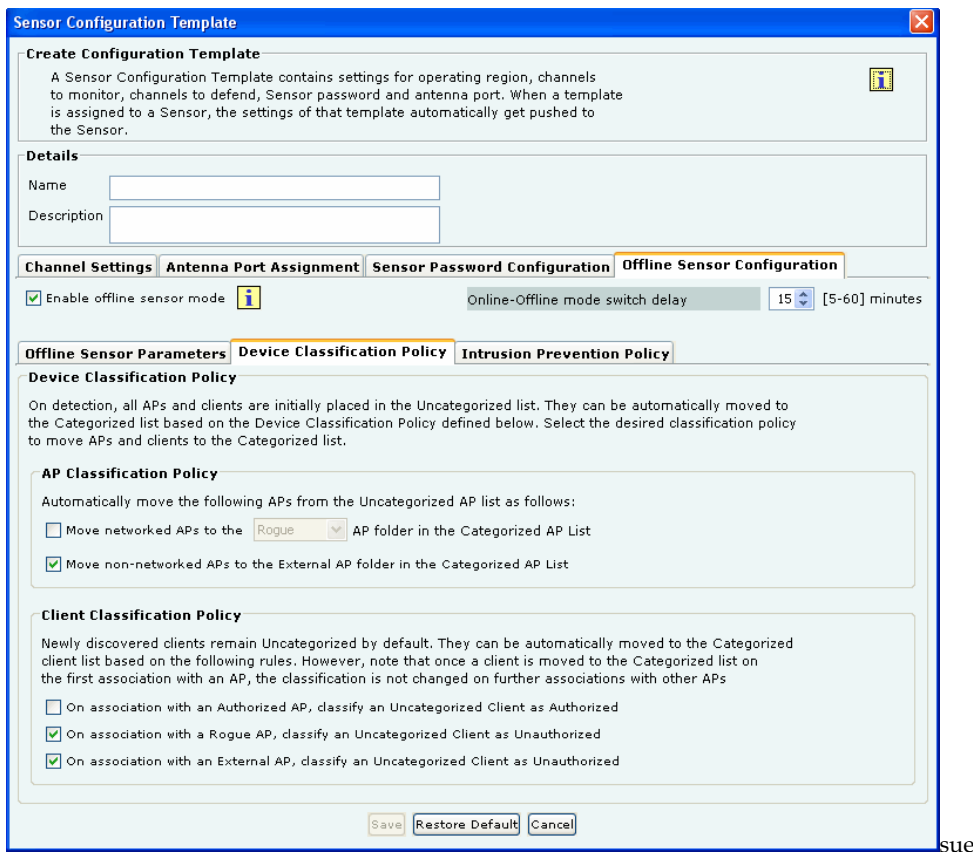 Sensor Configuration Template
Create Configuration Template
A Sensor Configuration Template contains settings for operating region, channels
to monitor, channels to defend, Sensor password and antenna port. When a template
is assigned to a Sensor, the settings of that template automatically get pushed to
the Sensor.
Details
Name
Description
Channel Settings Antenna Port Assignment Sensor Password Configuration Offline Sensor Configuration
Enable offline sensor mode Online-Offline mode switch delay 15 [5-60] minutes
Offline Sensor Parameters Device Classification Policy Intrusion Prevention Policy
Device Classification Policy
On detection, all APs and clients are initially placed in the Uncategorized list. They can be automatically moved to
the Categorized list based on the Device Classification Policy defined below. Select the desired classification policy
to move APs and clients to the Categorized list.
AP Classification Policy
Automatically move the following APs from the Uncategorized AP list as follows:
Move networked APs to the Rogue AP folder in the Categorized AP List
Move non-networked APs to the External AP folder in the Categorized AP List
Client Classification Policy
Newly discovered clients remain Uncategorized by default. They can be automatically moved to the Categorized
client list based on the following rules. However, note that once a client is moved to the Categorized list on
the first association with an AP, the classification is not changed on further associations with other APs
On association with an Authorized AP, classify an Uncategorized Client as Authorized
On association with a Rogue AP, classify an Uncategorized Client as Unauthorized
On association with an External AP, classify an Uncategorized Client as Unauthorized
Save Restore Default Cancel
sue